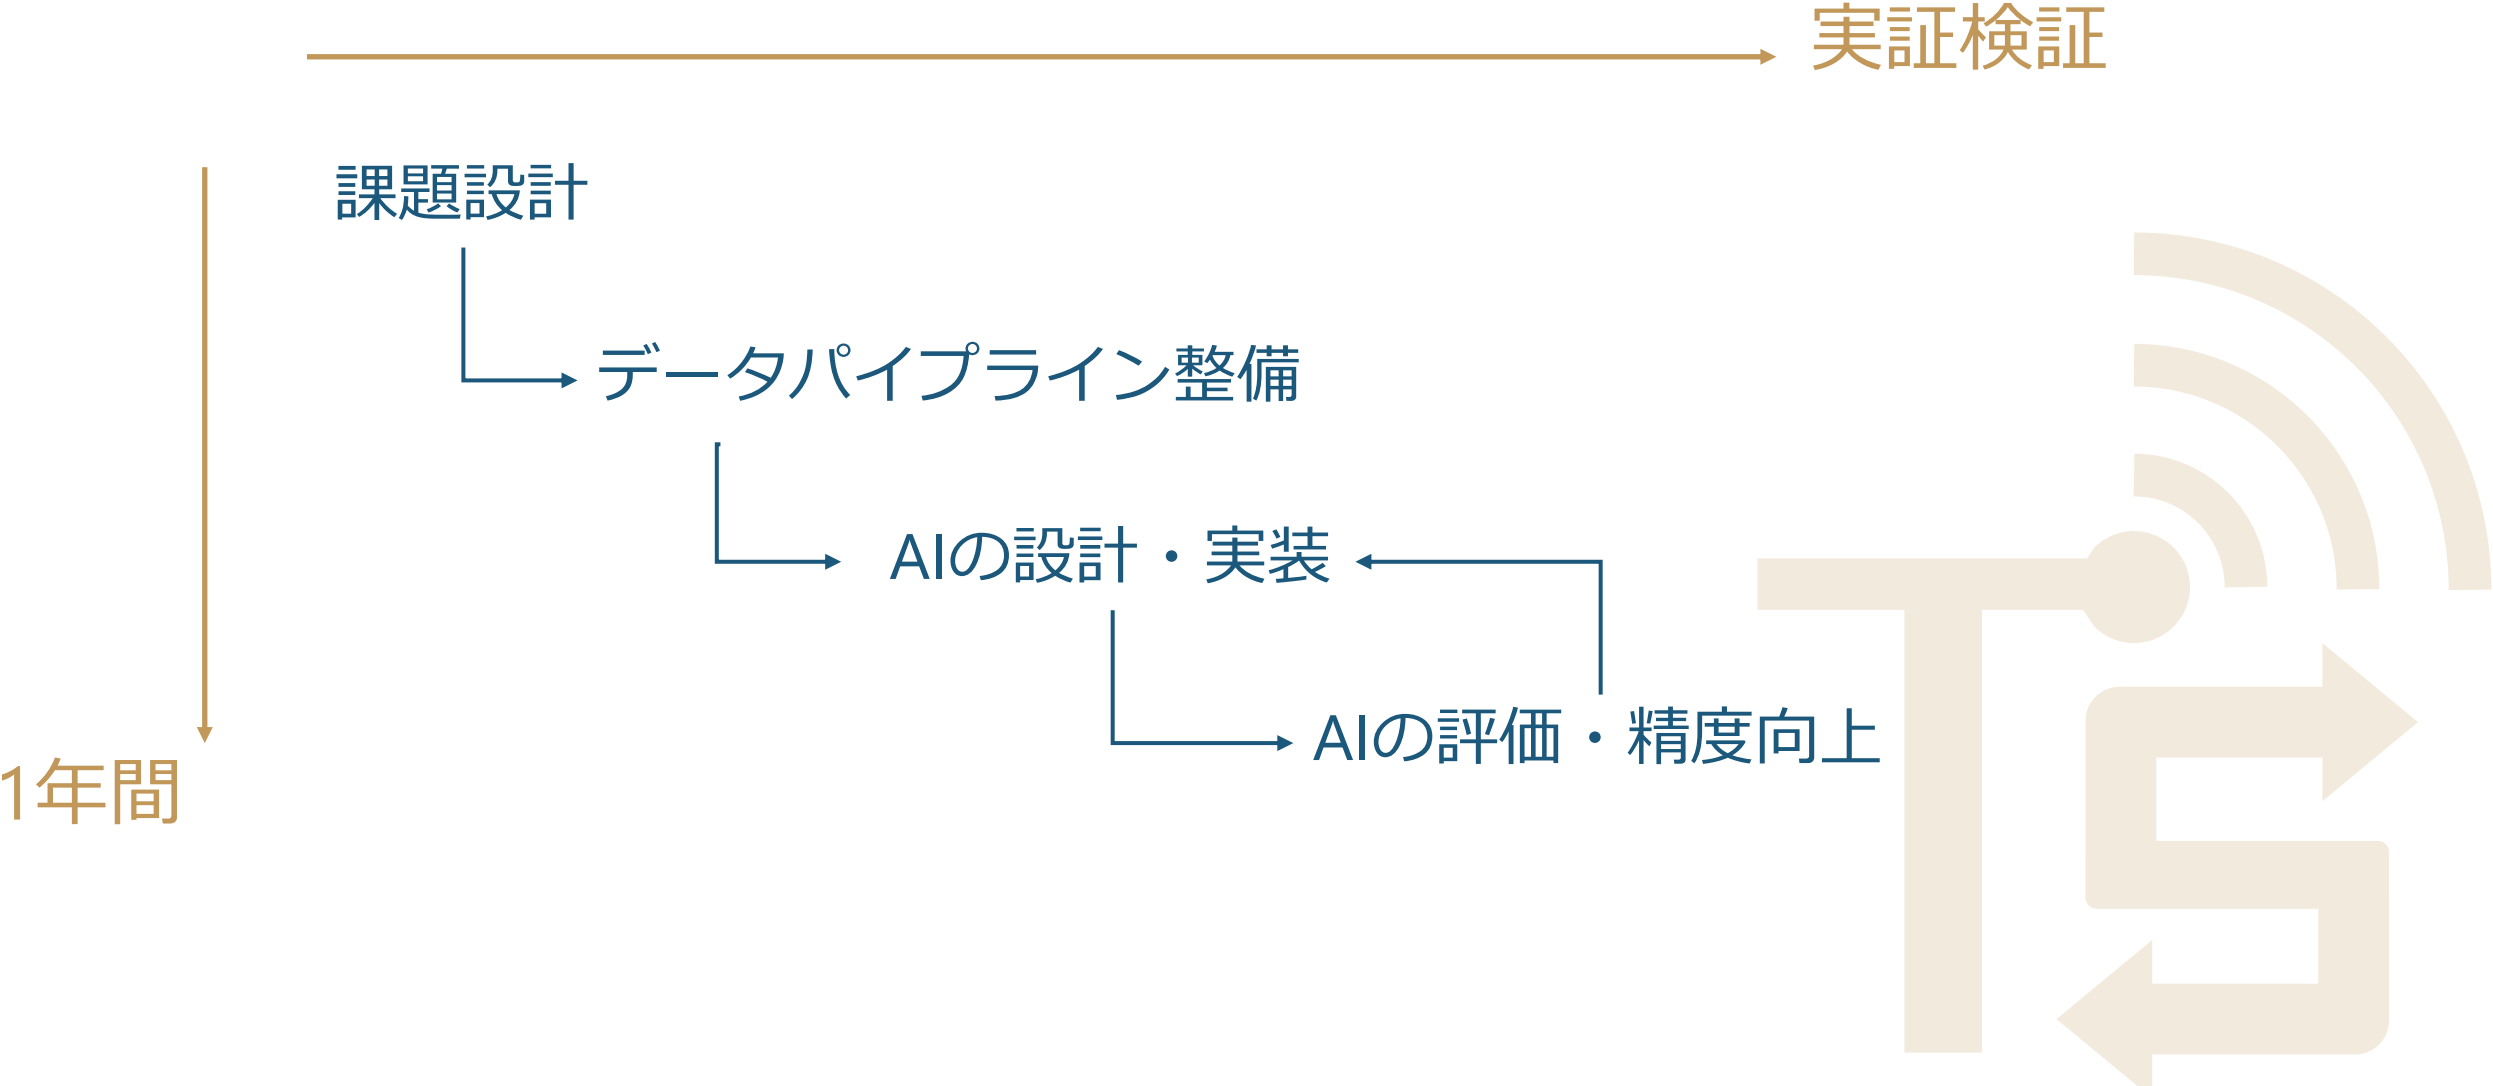 実証検証
課題設計
データパイプライン整備
AIの設計・実装
AIの評価・精度向上
1年間